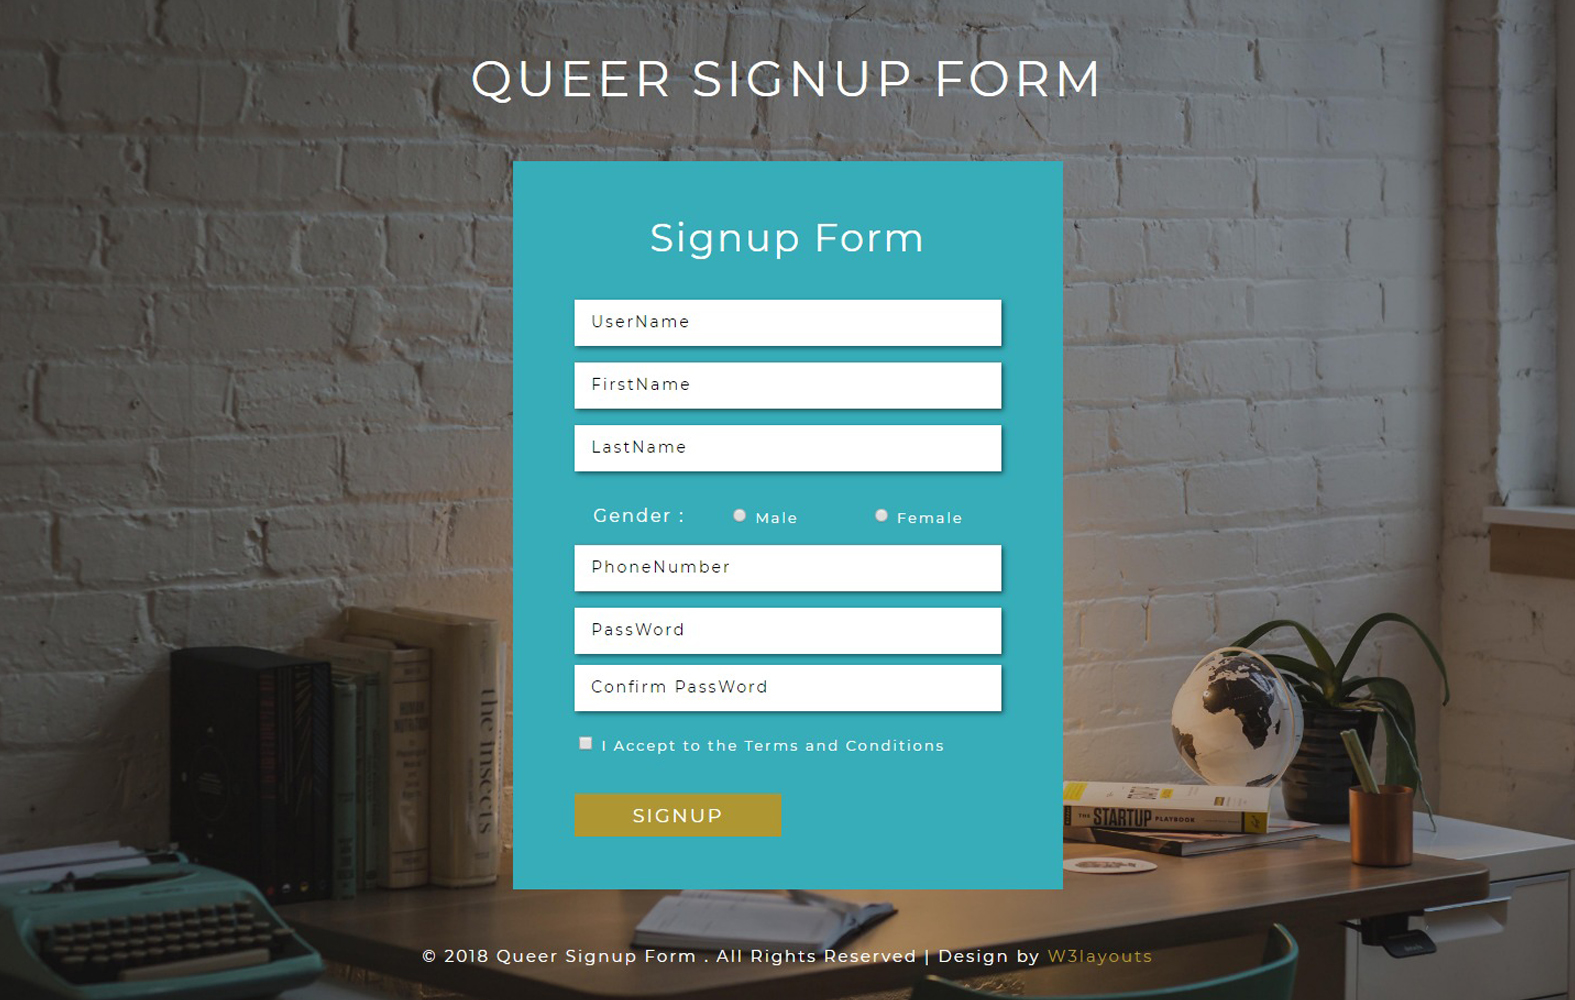 QUEER SIGNUP FORM
Signup Form
UserName
FirstName
LastName
Gender : Male Female
PhoneNumber
PassWord
Confirm PassWord
I Accept to the Terms and Conditions
SIGNUP
the insects
THE STARTUP PLAYBOOK
© 2018 Queer Signup Form . All Rights Reserved | Design by W3layouts